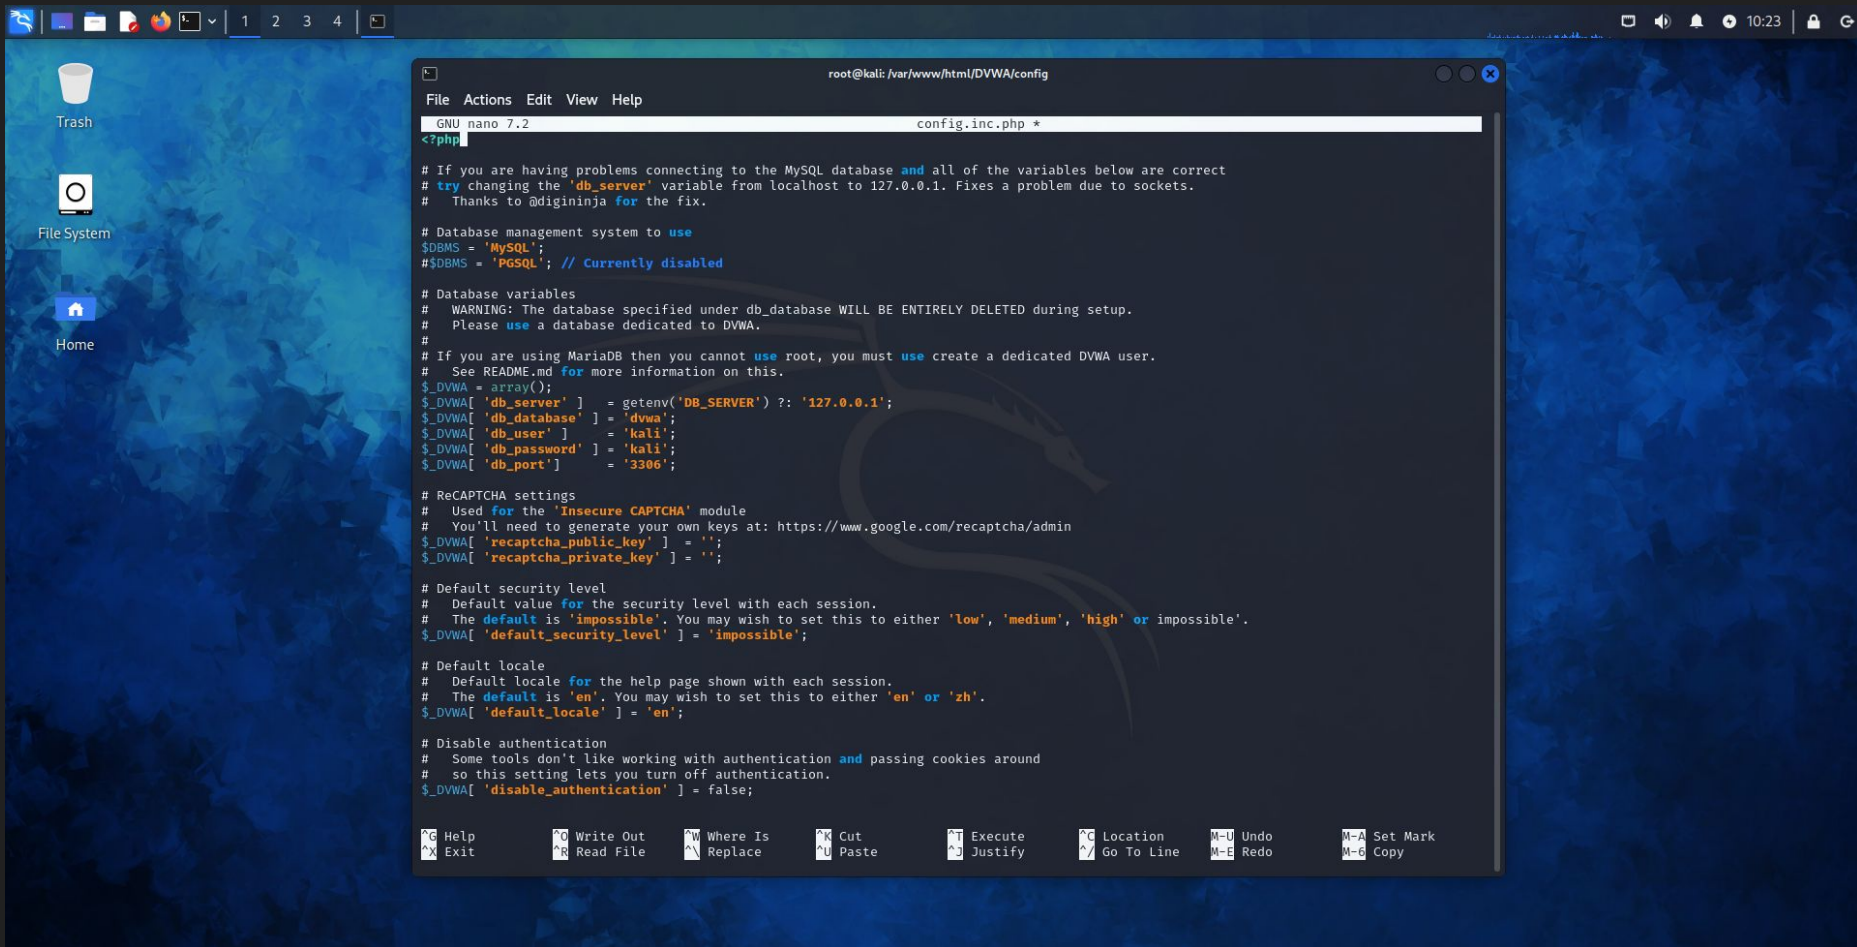 1 2 3 4
10:23
Trash
File System
Home
root@kali: /var/www/html/DVWA/config
File Actions Edit View Help
GNU nano 7.2 config.inc.php *
<?php
# If you are having problems connecting to the MySQL database and all of the variables below are correct
# try changing the 'db_server' variable from localhost to 127.0.0.1. Fixes a problem due to sockets.
#   Thanks to @digininja for the fix.
# Database management system to use
$DBMS = 'MySQL';
#$DBMS = 'PGSQL'; // Currently disabled
# Database variables
#   WARNING: The database specified under db_database WILL BE ENTIRELY DELETED during setup.
#   Please use a database dedicated to DVWA.
#
# If you are using MariaDB then you cannot use root, you must use create a dedicated DVWA user.
#   See README.md for more information on this.
$_DVWA = array();
$_DVWA[ 'db_server' ]   = getenv('DB_SERVER') ?: '127.0.0.1';
$_DVWA[ 'db_database' ] = 'dvwa';
$_DVWA[ 'db_user' ]     = 'kali';
$_DVWA[ 'db_password' ] = 'kali';
$_DVWA[ 'db_port']      = '3306';
# ReCAPTCHA settings
#   Used for the 'Insecure CAPTCHA' module
#   You'll need to generate your own keys at: https://www.google.com/recaptcha/admin
$_DVWA[ 'recaptcha_public_key' ]  = '';
$_DVWA[ 'recaptcha_private_key' ] = '';
# Default security level
#   Default value for the security level with each session.
#   The default is 'impossible'. You may wish to set this to either 'low', 'medium', 'high' or impossible'.
$_DVWA[ 'default_security_level' ] = 'impossible';
# Default locale
#   Default locale for the help page shown with each session.
#   The default is 'en'. You may wish to set this to either 'en' or 'zh'.
$_DVWA[ 'default_locale' ] = 'en';
# Disable authentication
#   Some tools don't like working with authentication and passing cookies around
#   so this setting lets you turn off authentication.
$_DVWA[ 'disable_authentication' ] = false;
^G Help ^O Write Out ^W Where Is ^K Cut ^T Execute ^C Location M-U Undo M-A Set Mark
^X Exit ^R Read File ^\ Replace ^U Paste ^J Justify ^/ Go To Line M-E Redo M-6 Copy